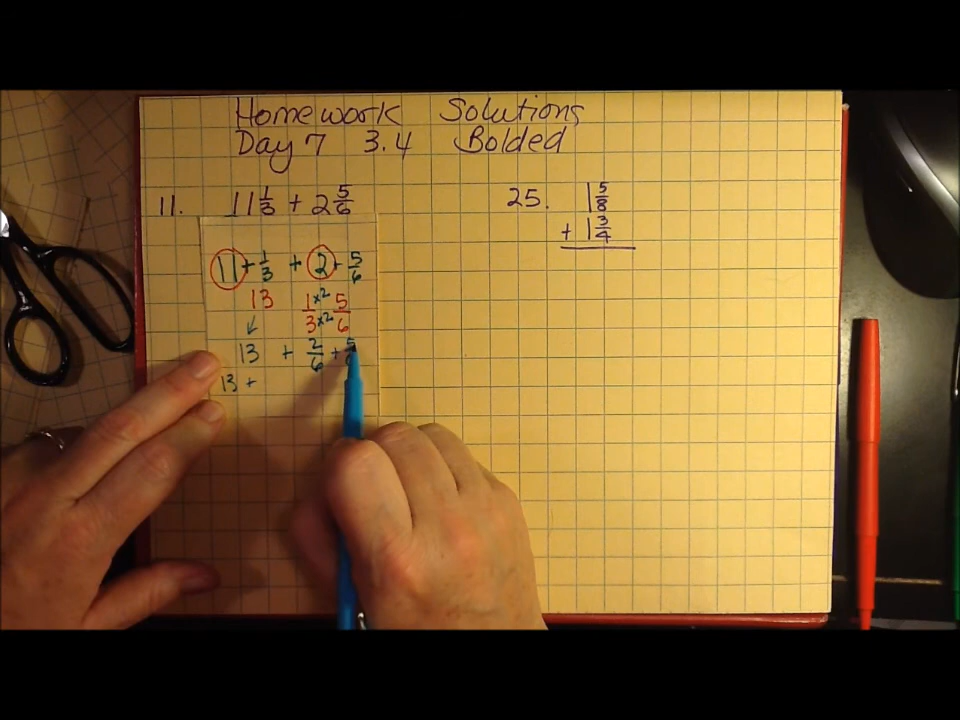 Homework Solutions
Day 7 3.4 Bolded
11. 11 1/3 + 2 5/6
11 + 1/3 + 2 + 5/6
13 1/3 ×2 ×2 5/6
↙
13 + 2/6 + 5/6
13 +
25. 1 5/8
+ 1 3/4